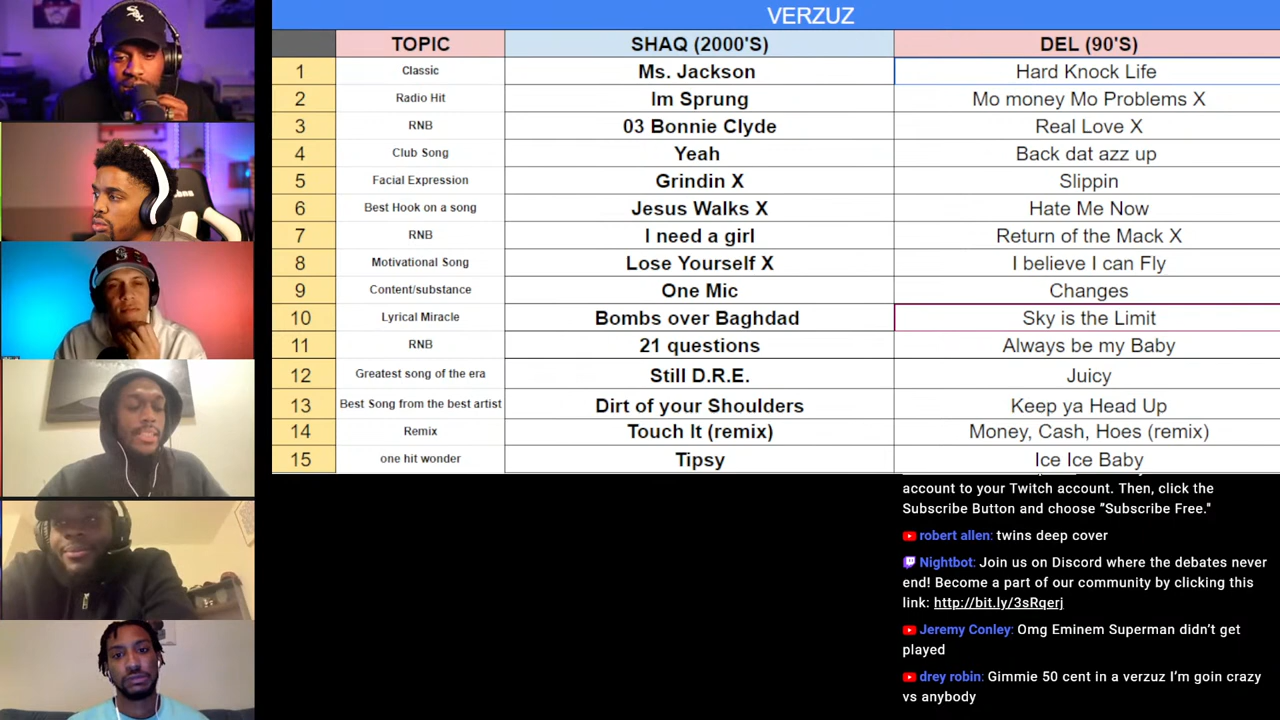 VERZUZ
TOPIC SHAQ (2000'S) DEL (90'S)
1 Classic Ms. Jackson Hard Knock Life
2 Radio Hit Im Sprung Mo money Mo Problems X
3 RNB 03 Bonnie Clyde Real Love X
4 Club Song Yeah Back dat azz up
5 Facial Expression Grindin X Slippin
6 Best Hook on a song Jesus Walks X Hate Me Now
7 RNB I need a girl Return of the Mack X
8 Motivational Song Lose Yourself X I believe I can Fly
9 Content/substance One Mic Changes
10 Lyrical Miracle Bombs over Baghdad Sky is the Limit
11 RNB 21 questions Always be my Baby
12 Greatest song of the era Still D.R.E. Juicy
13 Best Song from the best artist Dirt of your Shoulders Keep ya Head Up
14 Remix Touch It (remix) Money, Cash, Hoes (remix)
15 one hit wonder Tipsy Ice Ice Baby
account to your Twitch account. Then, click the
Subscribe Button and choose "Subscribe Free."
robert allen: twins deep cover
Nightbot: Join us on Discord where the debates never
end! Become a part of our community by clicking this
link: http://bit.ly/3sRqerj
Jeremy Conley: Omg Eminem Superman didn't get
played
drey robin: Gimmie 50 cent in a verzuz I'm goin crazy
vs anybody